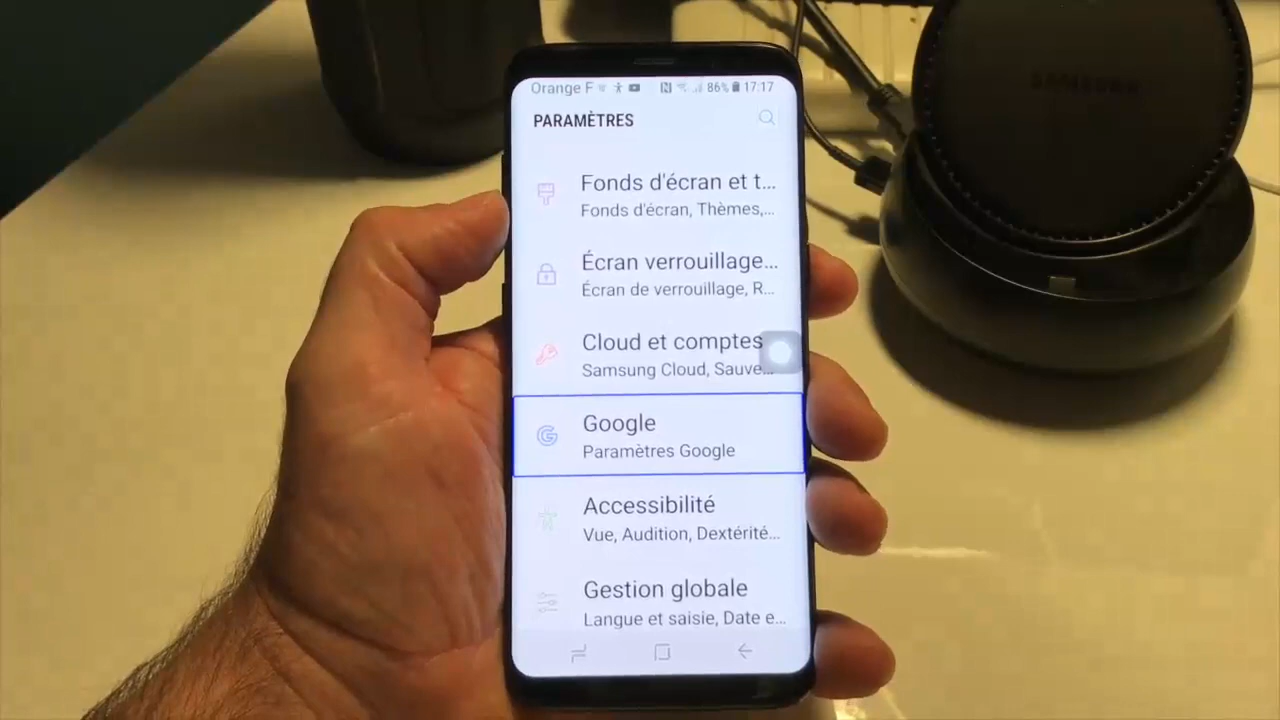 Orange F 86% 17:17
PARAMÈTRES
Fonds d'écran et t...
Fonds d'écran, Thèmes,...
Écran verrouillage...
Écran de verrouillage, R...
Cloud et comptes
Samsung Cloud, Sauve...
Google
Paramètres Google
Accessibilité
Vue, Audition, Dextérité...
Gestion globale
Langue et saisie, Date e...
SAMSUNG